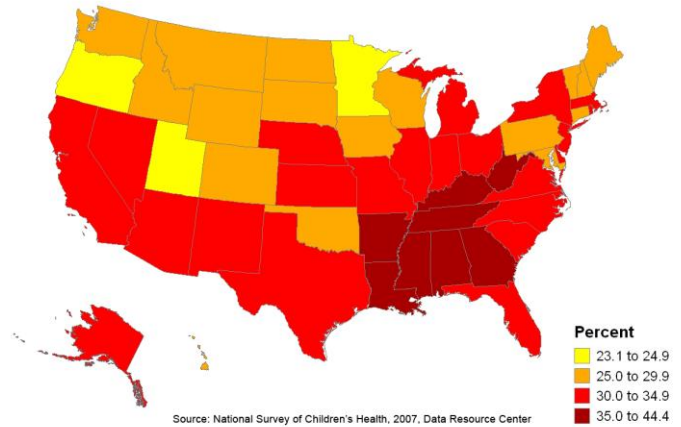 Percent
23.1 to 24.9
25.0 to 29.9
30.0 to 34.9
35.0 to 44.4
Source: National Survey of Children's Health, 2007, Data Resource Center